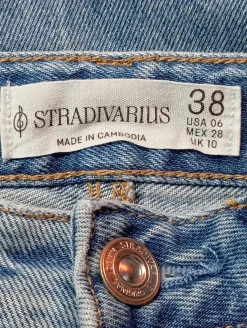 STRADIVARIUS
MADE IN CAMBODIA
38
USA 06
MEX 28
UK 10